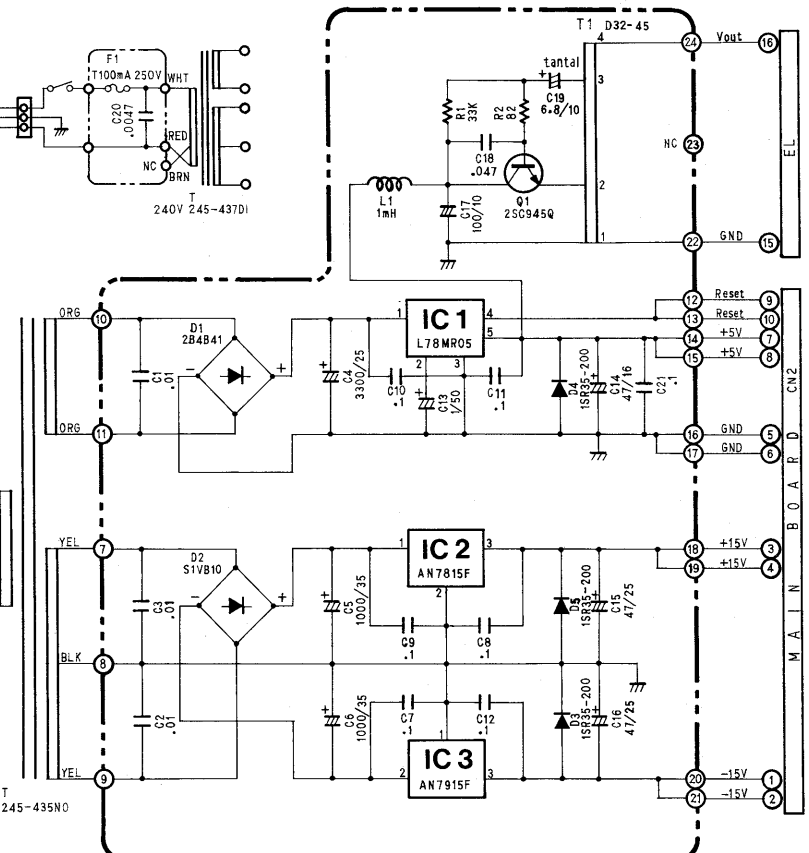 T1 D32-45
F1
T100mA 250V
WHT
C20
.0047
RED
NC
BRN
T
240V 245-437DI
4
24
Vout
16
tantal
+
C19
6.8/10
3
R1
33K
R2
82
C18
.047
NC
23
EL
L1
1mH
C17
100/10
Q1
2SC945Q
2
1
22
GND
15
ORG
10
D1
2B4B41
C1
.01
-
+
C4
3300/25
1
IC1
L78MR05
4
5
2
3
C10
.1
C13
1/50
C11
.1
D4
1SR35-200
C14
47/16
C21
.1
12
Reset
9
13
Reset
10
14
+5V
7
15
+5V
8
CN2
ORG
11
16
GND
5
17
GND
6
MAIN BOARD
YEL
7
D2
S1VB10
C3
.01
-
+
C5
1000/35
1
IC2
AN7815F
3
2
C9
.1
C8
.1
D5
1SR35-200
C15
47/25
18
+15V
3
19
+15V
4
BLK
8
C2
.01
C6
1000/35
C7
.1
C12
.1
1
IC3
AN7915F
2
3
D3
1SR35-200
C16
47/25
YEL
9
20
-15V
1
21
-15V
2
T
245-435NO